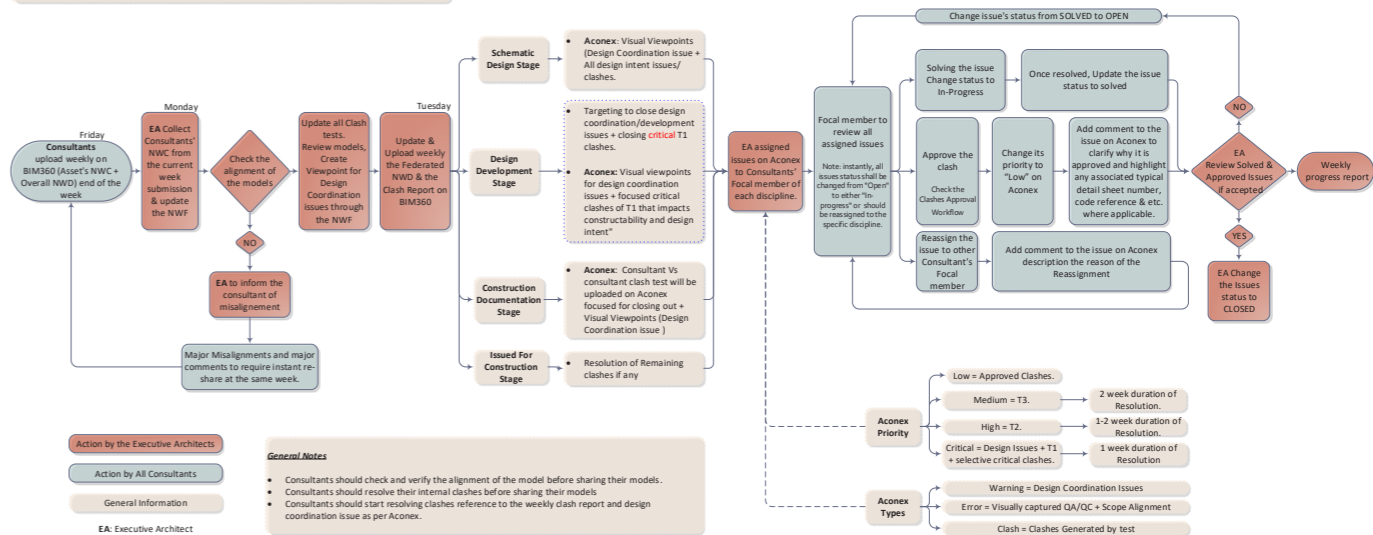 Friday
Consultants
upload weekly on
BIM360 (Asset's NWC +
Overall NWD) end of the
week
Monday
EA Collect
Consultants'
NWC from
the current
week
submission
& update
the NWF
Check the
alignment of
the models
NO
EA to inform the
consultant of
misalignement
Major Misalignments and major
comments to require instant re-
share at the same week.
Update all Clash
tests.
Review models,
Create
Viewpoint for
Design
Coordination
issues through
the NWF
Tuesday
Update &
Upload weekly
the Federated
NWD & the
Clash Report on
BIM360
Schematic
Design Stage
• Aconex: Visual Viewpoints
(Design Coordination issue +
All design intent issues/
clashes.
Design
Development
Stage
• Targeting to close design
coordination/development
issues + closing critical T1
clashes.
• Aconex: Visual viewpoints
for design coordination
issues + focused critical
clashes of T1 that impacts
constructability and design
intent"
Construction
Documentation
Stage
• Aconex: Consultant Vs
consultant clash test will be
uploaded on Aconex
focused for closing out +
Visual Viewpoints (Design
Coordination issue )
Issued For
Construction
Stage
• Resolution of Remaining
clashes if any
EA assigned
issues on Aconex
to Consultants'
Focal member of
each discipline.
Change issue's status from SOLVED to OPEN
Focal member to
review all
assigned issues
Note: instantly, all
issues status shall be
changed from "Open"
to either "In-
progress" or should
be reassigned to the
specific discipline.
Solving the issue
Change status to
In-Progress
Once resolved, Update the issue
status to solved
Approve the
clash
Check the
Clashes Approval
Workflow
Change its
priority to
"Low" on
Aconex
Add comment to the
issue on Aconex to
clarify why it is
approved and highlight
any associated typical
detail sheet number,
code reference & etc.
where applicable.
Reassign the
issue to other
Consultant's
Focal
member
Add comment to the issue on Aconex
description the reason of the
Reassignment
NO
EA
Review Solved &
Approved Issues
if accepted
YES
EA Change
the Issues
status to
CLOSED
Weekly
progress report
Aconex
Priority
Low = Approved Clashes.
Medium = T3.
2 week duration of
Resolution.
High = T2.
1-2 week duration of
Resolution.
Critical = Design Issues + T1
+ selective critical clashes.
1 week duration of
Resolution
Aconex
Types
Warning = Design Coordination Issues
Error = Visually captured QA/QC + Scope Alignment
Clash = Clashes Generated by test
Action by the Executive Architects
Action by All Consultants
General Information
EA: Executive Architect
General Notes
• Consultants should check and verify the alignment of the model before sharing their models.
• Consultants should resolve their internal clashes before sharing their models
• Consultants should start resolving clashes reference to the weekly clash report and design
coordination issue as per Aconex.